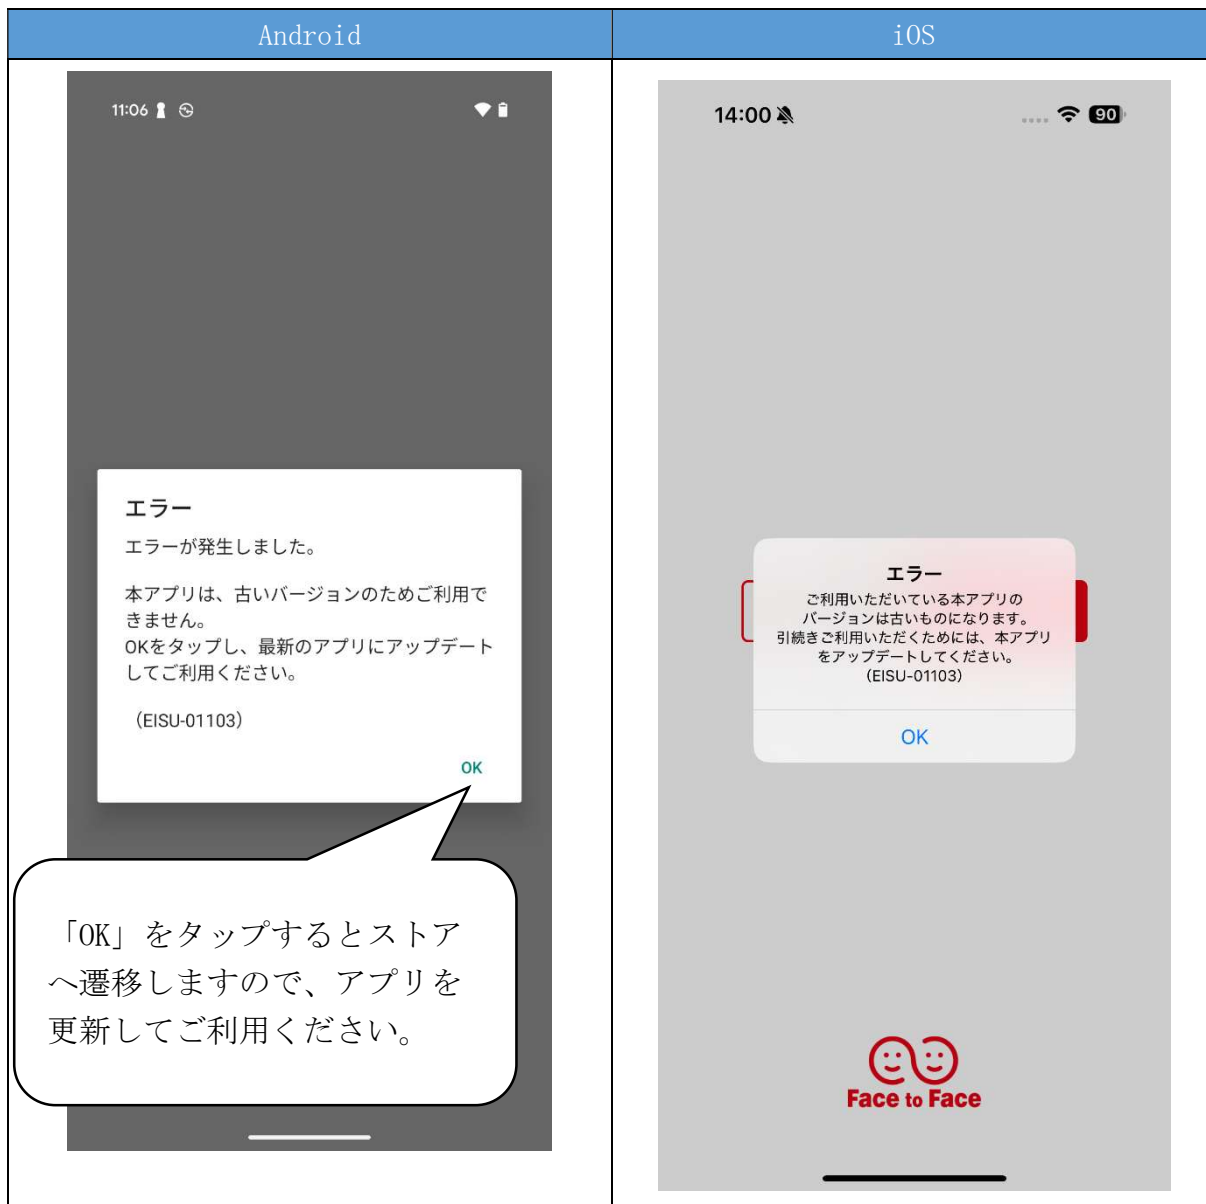 Android
iOS
11:06
エラー
エラーが発生しました。
本アプリは、古いバージョンのためご利用で
きません。
OKをタップし、最新のアプリにアップデート
してご利用ください。
（EISU-01103）
OK
「OK」をタップするとストア
へ遷移しますので、アプリを
更新してご利用ください。
14:00
90
エラー
ご利用いただいている本アプリの
バージョンは古いものになります。
引続きご利用いただくためには、本アプリ
をアップデートしてください。
（EISU-01103）
OK
Face to Face